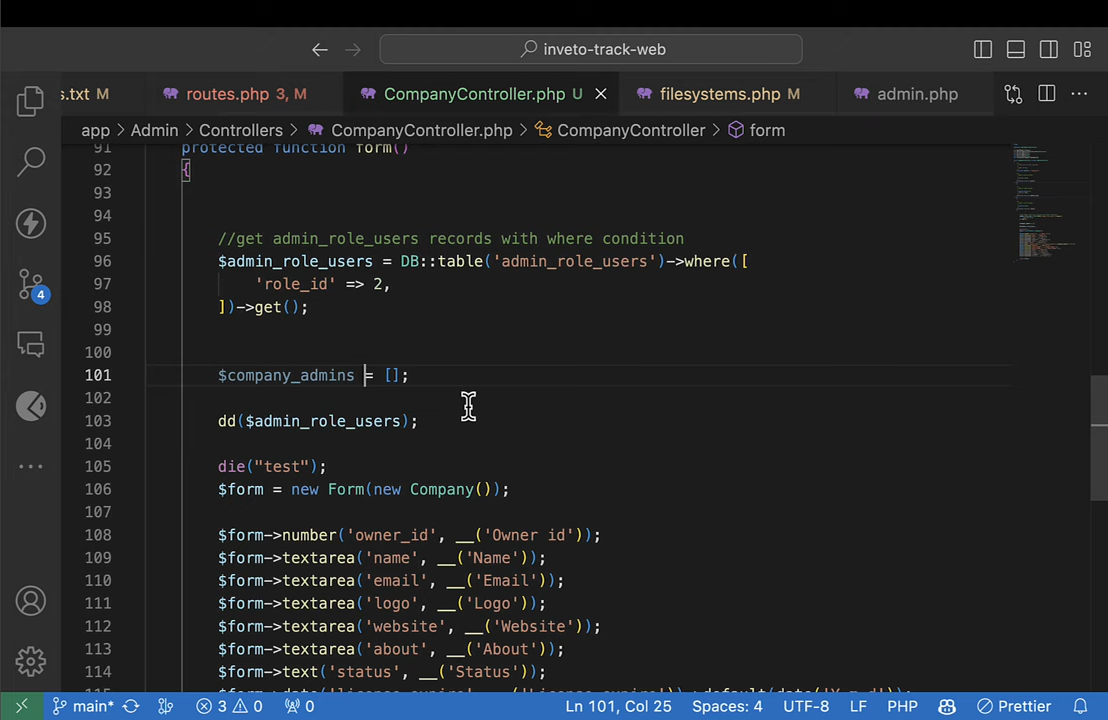 inveto-track-web
s.txt M
routes.php 3, M
CompanyController.php U
filesystems.php M
admin.php
app > Admin > Controllers > CompanyController.php > CompanyController > form
91 protected function form()
92 {
93
94
95 //get admin_role_users records with where condition
96 $admin_role_users = DB::table('admin_role_users')->where([
97 'role_id' => 2,
98 ])->get();
99
100
101 $company_admins = [];
102
103 dd($admin_role_users);
104
105 die("test");
106 $form = new Form(new Company());
107
108 $form->number('owner_id', __('Owner id'));
109 $form->textarea('name', __('Name'));
110 $form->textarea('email', __('Email'));
111 $form->textarea('logo', __('Logo'));
112 $form->textarea('website', __('Website'));
113 $form->textarea('about', __('About'));
114 $form->text('status', __('Status'));
4
main* 3 0 0 Ln 101, Col 25 Spaces: 4 UTF-8 LF PHP Prettier